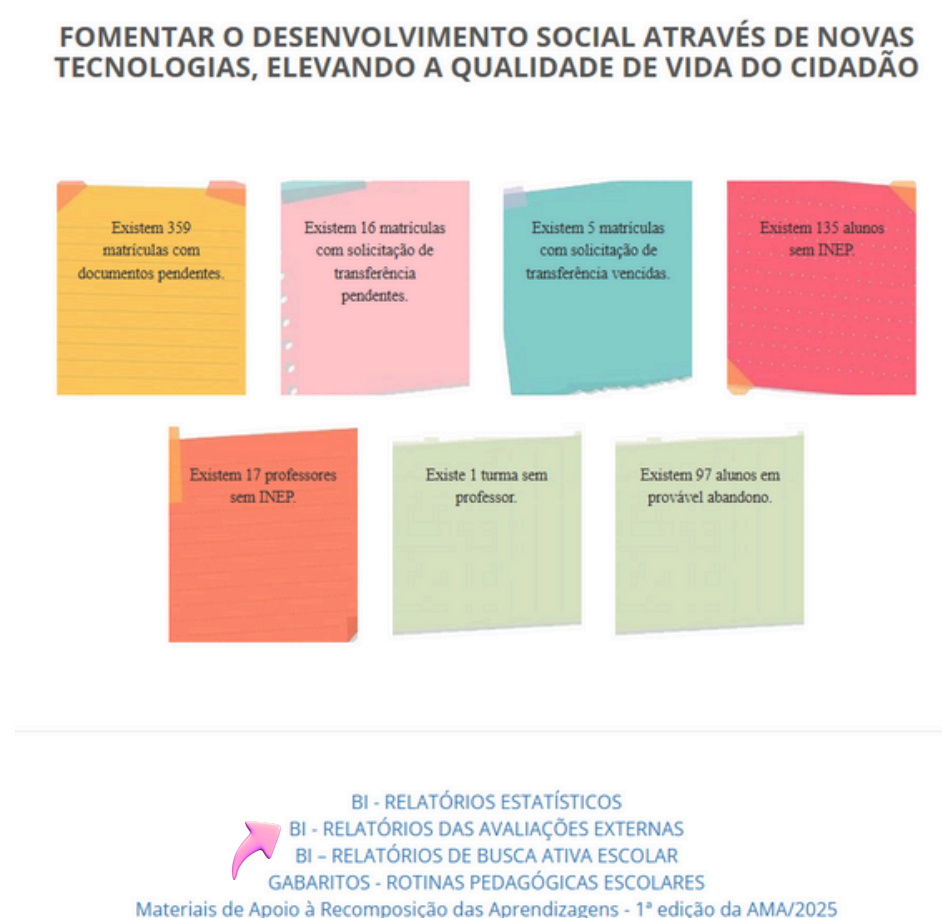 FOMENTAR O DESENVOLVIMENTO SOCIAL ATRAVÉS DE NOVAS
TECNOLOGIAS, ELEVANDO A QUALIDADE DE VIDA DO CIDADÃO
Existem 359
matrículas com
documentos pendentes.
Existem 16 matrículas
com solicitação de
transferência
pendentes.
Existem 5 matrículas
com solicitação de
transferência vencidas.
Existem 135 alunos
sem INEP.
Existem 17 professores
sem INEP.
Existe 1 turma sem
professor.
Existem 97 alunos em
provável abandono.
BI - RELATÓRIOS ESTATÍSTICOS
BI - RELATÓRIOS DAS AVALIAÇÕES EXTERNAS
BI – RELATÓRIOS DE BUSCA ATIVA ESCOLAR
GABARITOS - ROTINAS PEDAGÓGICAS ESCOLARES
Materiais de Apoio à Recomposição das Aprendizagens - 1ª edição da AMA/2025